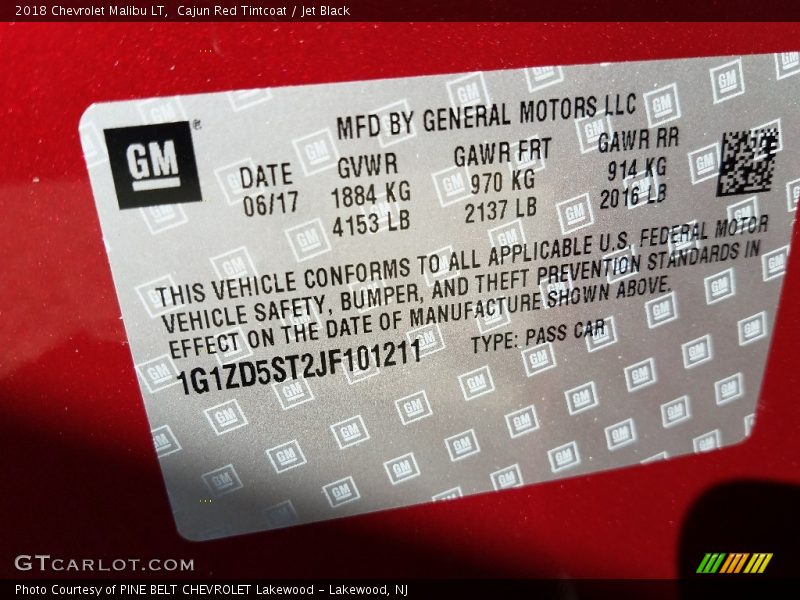 2018 Chevrolet Malibu LT,  Cajun Red Tintcoat / Jet Black
GM®
MFD BY GENERAL MOTORS LLC
DATE GVWR GAWR FRT GAWR RR
06/17 1884 KG 970 KG 914 KG
4153 LB 2137 LB 2016 LB
THIS VEHICLE CONFORMS TO ALL APPLICABLE U.S. FEDERAL MOTOR
VEHICLE SAFETY, BUMPER, AND THEFT PREVENTION STANDARDS IN
EFFECT ON THE DATE OF MANUFACTURE SHOWN ABOVE.
1G1ZD5ST2JF101211 TYPE: PASS CAR
GTCARLOT.COM
Photo Courtesy of PINE BELT CHEVROLET Lakewood - Lakewood, NJ